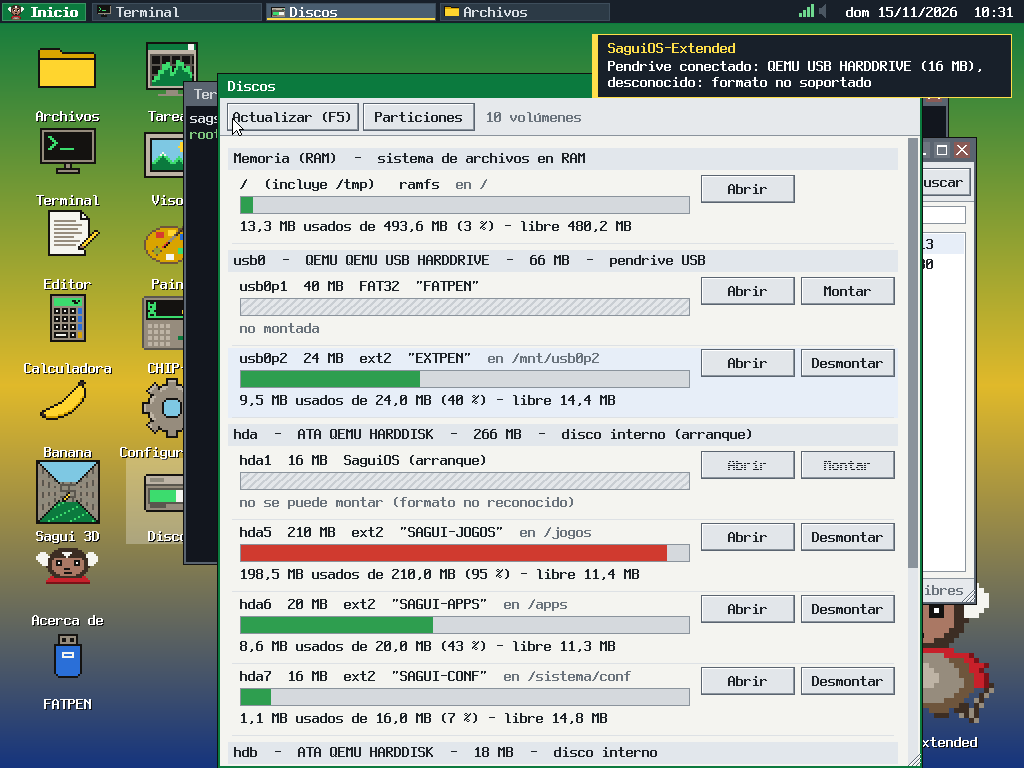 Inicio
Terminal
Discos
Archivos
dom 15/11/2026 10:31
SaguiOS-Extended
Pendrive conectado: QEMU USB HARDDRIVE (16 MB),
desconocido: formato no soportado
Archivos
Terminal
Editor
Calculadora
Banana
Sagui 3D
Acerca de
FATPEN
Discos
Actualizar (F5)
Particiones
10 volúmenes
Memoria (RAM) - sistema de archivos en RAM
/ (incluye /tmp) ramfs en /
Abrir
13,3 MB usados de 493,6 MB (3 %) - libre 480,2 MB
usb0 - QEMU QEMU USB HARDDRIVE - 66 MB - pendrive USB
usb0p1 40 MB FAT32 "FATPEN"
Abrir
Montar
no montada
usb0p2 24 MB ext2 "EXTPEN" en /mnt/usb0p2
Abrir
Desmontar
9,5 MB usados de 24,0 MB (40 %) - libre 14,4 MB
hda - ATA QEMU HARDDISK - 266 MB - disco interno (arranque)
hda1 16 MB SaguiOS (arranque)
Abrir
Montar
no se puede montar (formato no reconocido)
hda5 210 MB ext2 "SAGUI-JOGOS" en /jogos
Abrir
Desmontar
198,5 MB usados de 210,0 MB (95 %) - libre 11,4 MB
hda6 20 MB ext2 "SAGUI-APPS" en /apps
Abrir
Desmontar
8,6 MB usados de 20,0 MB (43 %) - libre 11,3 MB
hda7 16 MB ext2 "SAGUI-CONF" en /sistema/conf
Abrir
Desmontar
1,1 MB usados de 16,0 MB (7 %) - libre 14,8 MB
hdb - ATA QEMU HARDDISK - 18 MB - disco interno